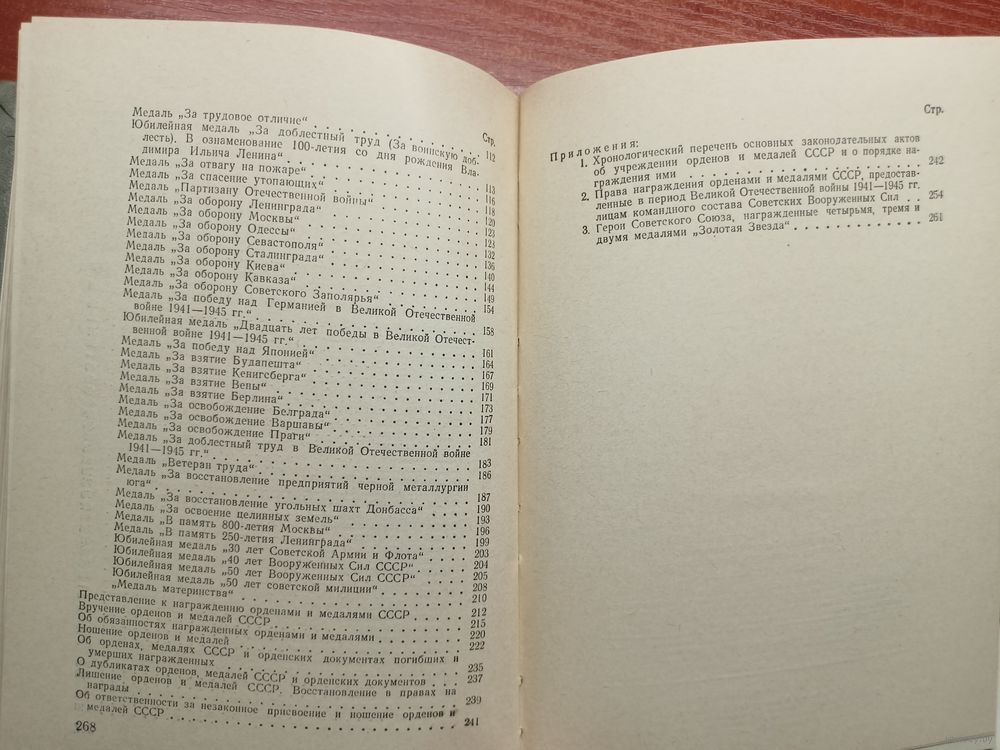 Стр.
Медаль „За трудовое отличие“ . . . . . . . . . . 112
Юбилейная медаль „За доблестный труд (За воинскую доб-
лесть). В ознаменование 100-летия со дня рождения Вла-
димира Ильича Ленина“ . . . . . . . . . . 113
Медаль „За отвагу на пожаре“ . . . . . . . . . . 116
Медаль „За спасение утопающих“ . . . . . . . . . . 118
Медаль „Партизану Отечественной войны“ . . . . . . . . 120
Медаль „За оборону Ленинграда“ . . . . . . . . . . 123
Медаль „За оборону Москвы“ . . . . . . . . . . 123
Медаль „За оборону Одессы“ . . . . . . . . . . 132
Медаль „За оборону Севастополя“ . . . . . . . . . . 136
Медаль „За оборону Сталинграда“ . . . . . . . . . . 140
Медаль „За оборону Киева“ . . . . . . . . . . 144
Медаль „За оборону Кавказа“ . . . . . . . . . . 149
Медаль „За оборону Советского Заполярья“ . . . . . . . . 154
Медаль „За победу над Германией в Великой Отечественной
войне 1941—1945 гг.“ . . . . . . . . . . 158
Юбилейная медаль „Двадцать лет победы в Великой Отечест-
венной войне 1941—1945 гг.“ . . . . . . . . . . 161
Медаль „За победу над Японией“ . . . . . . . . . . 164
Медаль „За взятие Будапешта“ . . . . . . . . . . 167
Медаль „За взятие Кенигсберга“ . . . . . . . . . . 169
Медаль „За взятие Вены“ . . . . . . . . . . 171
Медаль „За взятие Берлина“ . . . . . . . . . . 173
Медаль „За освобождение Белграда“ . . . . . . . . . . 177
Медаль „За освобождение Варшавы“ . . . . . . . . . . 179
Медаль „За освобождение Праги“ . . . . . . . . . . 181
Медаль „За доблестный труд в Великой Отечественной войне
1941—1945 гг.“ . . . . . . . . . . 183
Медаль „Ветеран труда“ . . . . . . . . . . 186
Медаль „За восстановление предприятий черной металлургии
юга“ . . . . . . . . . . 187
Медаль „За восстановление угольных шахт Донбасса“ . . . . 190
Медаль „За освоение целинных земель“ . . . . . . . . 193
Медаль „В память 800-летия Москвы“ . . . . . . . . . . 196
Медаль „В память 250-летия Ленинграда“ . . . . . . . . 199
Юбилейная медаль „30 лет Советской Армии и Флота“ . . . . 203
Юбилейная медаль „40 лет Вооруженных Сил СССР“ . . . . 204
Юбилейная медаль „50 лет Вооруженных Сил СССР“ . . . . 205
Юбилейная медаль „50 лет советской милиции“ . . . . . . 208
„Медаль материнства“ . . . . . . . . . . 210
Представление к награждению орденами и медалями СССР . . . . . 212
Вручение орденов и медалей СССР . . . . . . . . . . 215
Об обязанностях награжденных орденами и медалями . . . . . . . 220
Ношение орденов и медалей . . . . . . . . . . 222
Об орденах, медалях СССР и орденских документах погибших и
умерших награжденных . . . . . . . . . . 235
О дубликатах орденов, медалей СССР и орденских документов . . . 237
Лишение орденов и медалей СССР. Восстановление в правах на
награды . . . . . . . . . . 239
Об ответственности за незаконное присвоение и ношение орденов и
медалей СССР . . . . . . . . . . 241
268
Стр.
Приложения:
1. Хронологический перечень основных законодательных актов
об учреждении орденов и медалей СССР и о порядке на-
граждения ими . . . . . . . . . . 242
2. Права награждения орденами и медалями СССР, предостав-
ленные в период Великой Отечественной войны 1941—1945 гг.
лицам командного состава Советских Вооруженных Сил . . 254
3. Герои Советского Союза, награжденные четырьмя, тремя и
двумя медалями „Золотая Звезда“ . . . . . . . . . . 261